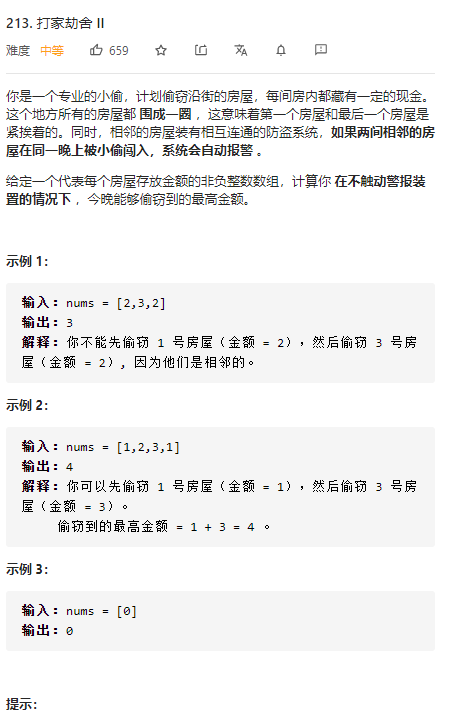 213. 打家劫舍 II
难度 中等 659
你是一个专业的小偷，计划偷窃沿街的房屋，每间房内都藏有一定的现金。
这个地方所有的房屋都 围成一圈 ，这意味着第一个房屋和最后一个房屋是
紧挨着的。同时，相邻的房屋装有相互连通的防盗系统，如果两间相邻的房
屋在同一晚上被小偷闯入，系统会自动报警 。
给定一个代表每个房屋存放金额的非负整数数组，计算你 在不触动警报装
置的情况下 ，今晚能够偷窃到的最高金额。
示例 1：
输入：nums = [2,3,2]
输出：3
解释：你不能先偷窃 1 号房屋（金额 = 2），然后偷窃 3 号房
屋（金额 = 2）, 因为他们是相邻的。
示例 2：
输入：nums = [1,2,3,1]
输出：4
解释：你可以先偷窃 1 号房屋（金额 = 1），然后偷窃 3 号房
屋（金额 = 3）。
偷窃到的最高金额 = 1 + 3 = 4 。
示例 3：
输入：nums = [0]
输出：0
提示：